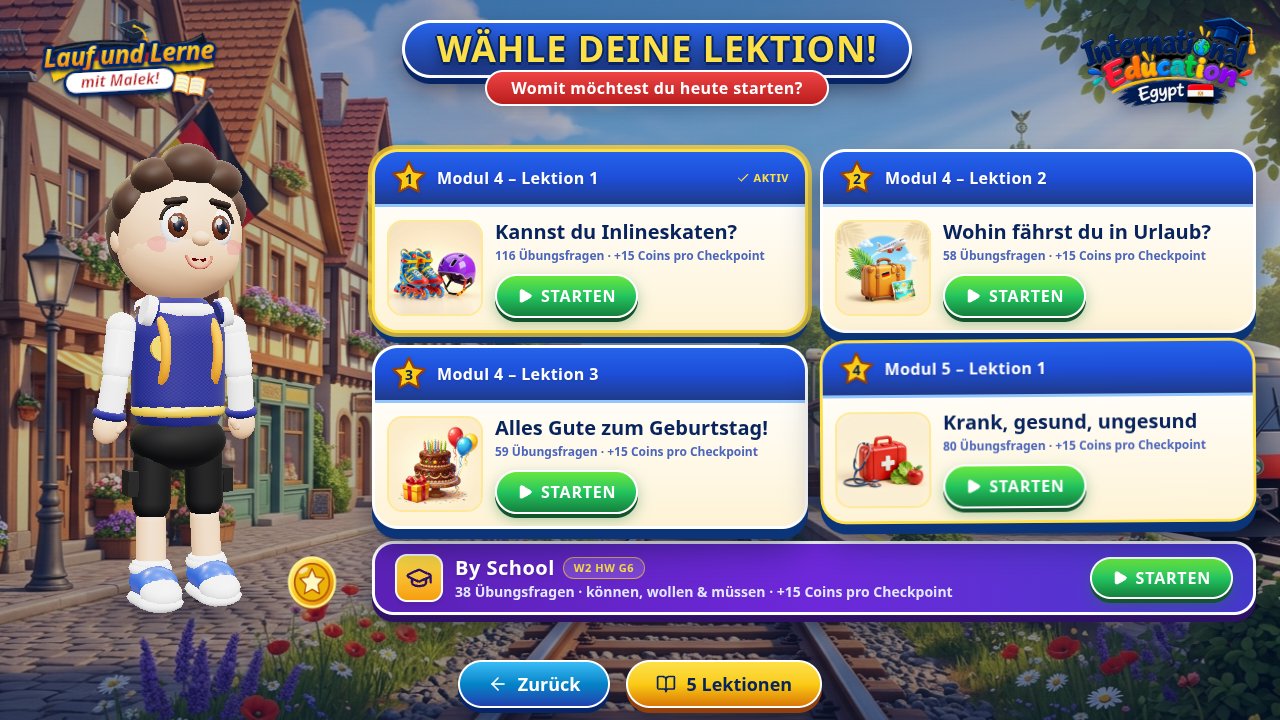 Lauf und Lerne
mit Malek!
WÄHLE DEINE LEKTION!
Womit möchtest du heute starten?
International
Education
Egypt
1 Modul 4 – Lektion 1 AKTIV
Kannst du Inlineskaten?
116 Übungsfragen · +15 Coins pro Checkpoint
STARTEN
2 Modul 4 – Lektion 2
Wohin fährst du in Urlaub?
58 Übungsfragen · +15 Coins pro Checkpoint
STARTEN
3 Modul 4 – Lektion 3
Alles Gute zum Geburtstag!
59 Übungsfragen · +15 Coins pro Checkpoint
STARTEN
4 Modul 5 – Lektion 1
Krank, gesund, ungesund
80 Übungsfragen · +15 Coins pro Checkpoint
STARTEN
By School W2 HW G6
38 Übungsfragen · können, wollen & müssen · +15 Coins pro Checkpoint
STARTEN
Zurück
5 Lektionen